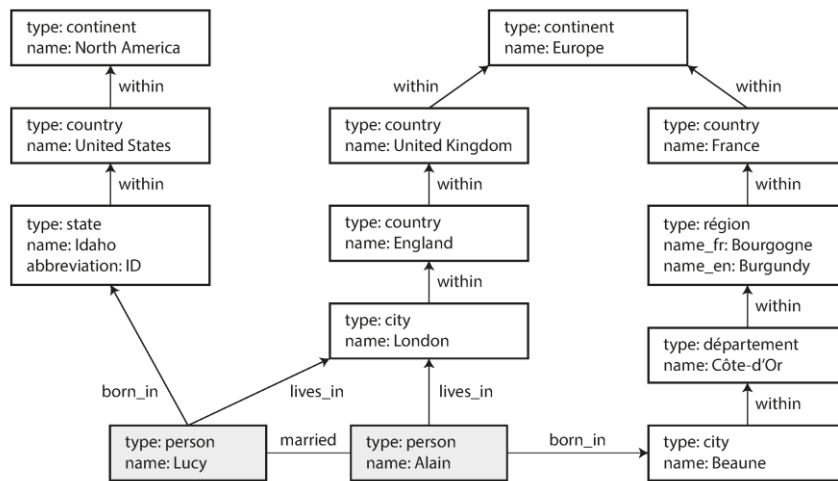 type: continent
name: North America
type: continent
name: Europe
within
within
within
type: country
name: United States
type: country
name: United Kingdom
type: country
name: France
within
within
within
type: state
name: Idaho
abbreviation: ID
type: country
name: England
type: région
name_fr: Bourgogne
name_en: Burgundy
within
within
type: city
name: London
type: département
name: Côte-d'Or
born_in
lives_in
lives_in
within
type: person
name: Lucy
married
type: person
name: Alain
born_in
type: city
name: Beaune